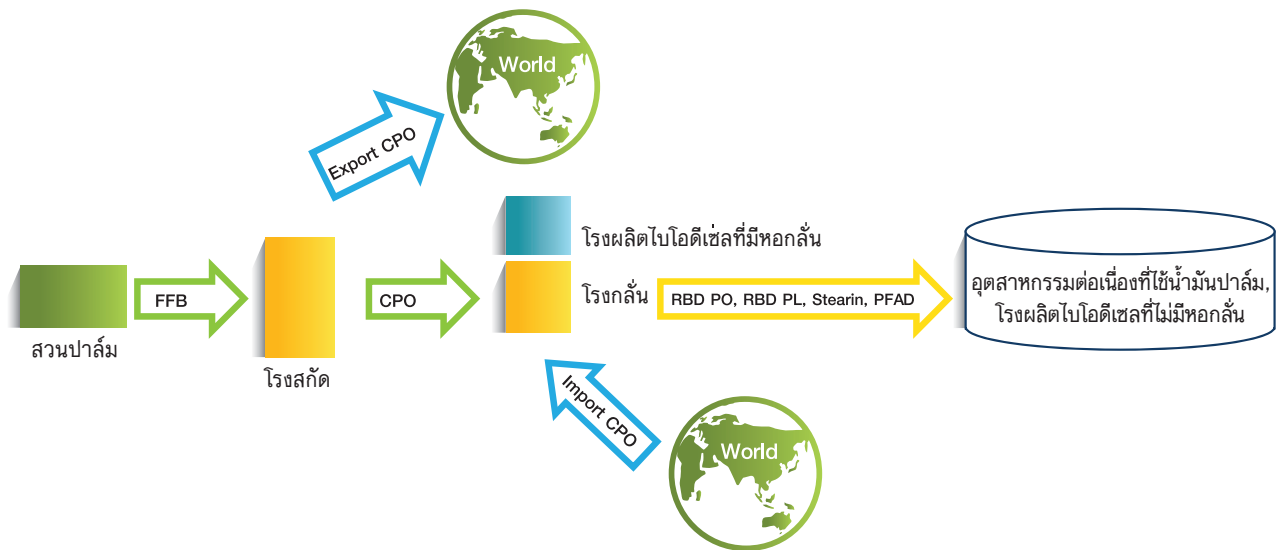 World
Export CPO
โรงผลิตไบโอดีเซ่ลที่มีหอกลั่น
FFB
CPO
โรงกลั่น
RBD PO, RBD PL, Stearin, PFAD
อุตสาหกรรมต่อเนื่องที่ใช้น้ำมันปาล์ม,
โรงผลิตไบโอดีเซลที่ไม่มีหอกลั่น
สวนปาล์ม
โรงสกัด
Import CPO
World